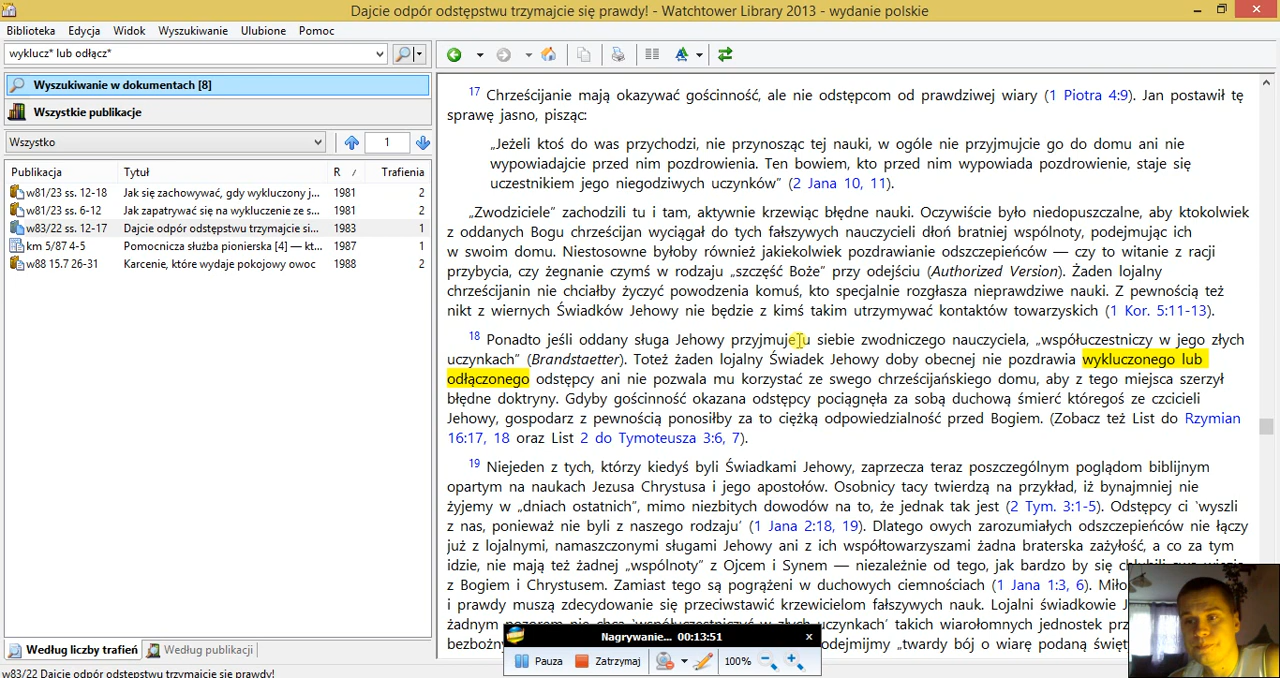 Dajcie odpór odstępstwu trzymajcie się prawdy! - Watchtower Library 2013 - wydanie polskie
Biblioteka Edycja Widok Wyszukiwanie Ulubione Pomoc
wyklucz* lub odłącz*
Wyszukiwanie w dokumentach [8]
Wszystkie publikacje
Wszystko 1
Publikacja Tytuł R Trafienia
w81/23 ss. 12-18 Jak się zachowywać, gdy wykluczony j... 1981 2
w81/23 ss. 6-12 Jak zapatrywać się na wykluczenie ze s... 1981 2
w83/22 ss. 12-17 Dajcie odpór odstępstwu trzymajcie si... 1983 1
km 5/87 4-5 Pomocnicza służba pionierska [4] — kt... 1987 1
w88 15.7 26-31 Karcenie, które wydaje pokojowy owoc 1988 2
Według liczby trafień Według publikacji
w83/22 Dajcie odpór odstępstwu trzymajcie się prawdy!
17 Chrześcijanie mają okazywać gościnność, ale nie odstępcom od prawdziwej wiary (1 Piotra 4:9). Jan postawił tę
sprawę jasno, pisząc:
„Jeżeli ktoś do was przychodzi, nie przynosząc tej nauki, w ogóle nie przyjmujcie go do domu ani nie
wypowiadajcie przed nim pozdrowienia. Ten bowiem, kto przed nim wypowiada pozdrowienie, staje się
uczestnikiem jego niegodziwych uczynków” (2 Jana 10, 11).
„Zwodziciele” zachodzili tu i tam, aktywnie krzewiąc błędne nauki. Oczywiście było niedopuszczalne, aby ktokolwiek
z oddanych Bogu chrześcijan wyciągał do tych fałszywych nauczycieli dłoń bratniej wspólnoty, podejmując ich
w swoim domu. Niestosowne byłoby również jakiekolwiek pozdrawianie odszczepieńców — czy to witanie z racji
przybycia, czy żegnanie czymś w rodzaju „szczęść Boże” przy odejściu (Authorized Version). Żaden lojalny
chrześcijanin nie chciałby życzyć powodzenia komuś, kto specjalnie rozgłasza nieprawdziwe nauki. Z pewnością też
nikt z wiernych Świadków Jehowy nie będzie z kimś takim utrzymywać kontaktów towarzyskich (1 Kor. 5:11-13).
18 Ponadto jeśli oddany sługa Jehowy przyjmuje u siebie zwodniczego nauczyciela, „współuczestniczy w jego złych
uczynkach” (Brandstaetter). Toteż żaden lojalny Świadek Jehowy doby obecnej nie pozdrawia wykluczonego lub
odłączonego odstępcy ani nie pozwala mu korzystać ze swego chrześcijańskiego domu, aby z tego miejsca szerzył
błędne doktryny. Gdyby gościnność okazana odstępcy pociągnęła za sobą duchową śmierć któregoś ze czcicieli
Jehowy, gospodarz z pewnością ponosiłby za to ciężką odpowiedzialność przed Bogiem. (Zobacz też List do Rzymian
16:17, 18 oraz List 2 do Tymoteusza 3:6, 7).
19 Niejeden z tych, którzy kiedyś byli Świadkami Jehowy, zaprzecza teraz poszczególnym poglądom biblijnym
opartym na naukach Jezusa Chrystusa i jego apostołów. Osobnicy tacy twierdzą na przykład, iż bynajmniej nie
żyjemy w „dniach ostatnich”, mimo niezbitych dowodów na to, że jednak tak jest (2 Tym. 3:1-5). Odstępcy ci ‛wyszli
z nas, ponieważ nie byli z naszego rodzaju’ (1 Jana 2:18, 19). Dlatego owych zarozumiałych odszczepieńców nie łączy
już z lojalnymi, namaszczonymi sługami Jehowy ani z ich współtowarzyszami żadna braterska zażyłość, a co za tym
idzie, nie mają też żadnej „wspólnoty” z Ojcem i Synem — niezależnie od tego, jak bardzo by się
z Bogiem i Chrystusem. Zamiast tego są pogrążeni w duchowych ciemnościach (1 Jana 1:3, 6).
i prawdy muszą zdecydowanie się przeciwstawić krzewicielom fałszywych nauk. Lojalni świadkowie
takich wiarołomnych jednostek
„twardy bój o wiarę podaną
Nagrywanie... 00:13:51
Pauza Zatrzymaj 100%